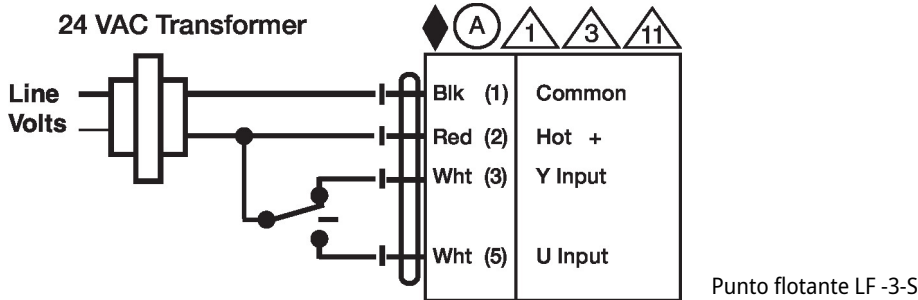 24 VAC Transformer
A 1 3 11
Line
Volts
Blk (1) Common
Red (2) Hot +
Wht (3) Y Input
Wht (5) U Input
Punto flotante LF -3-S